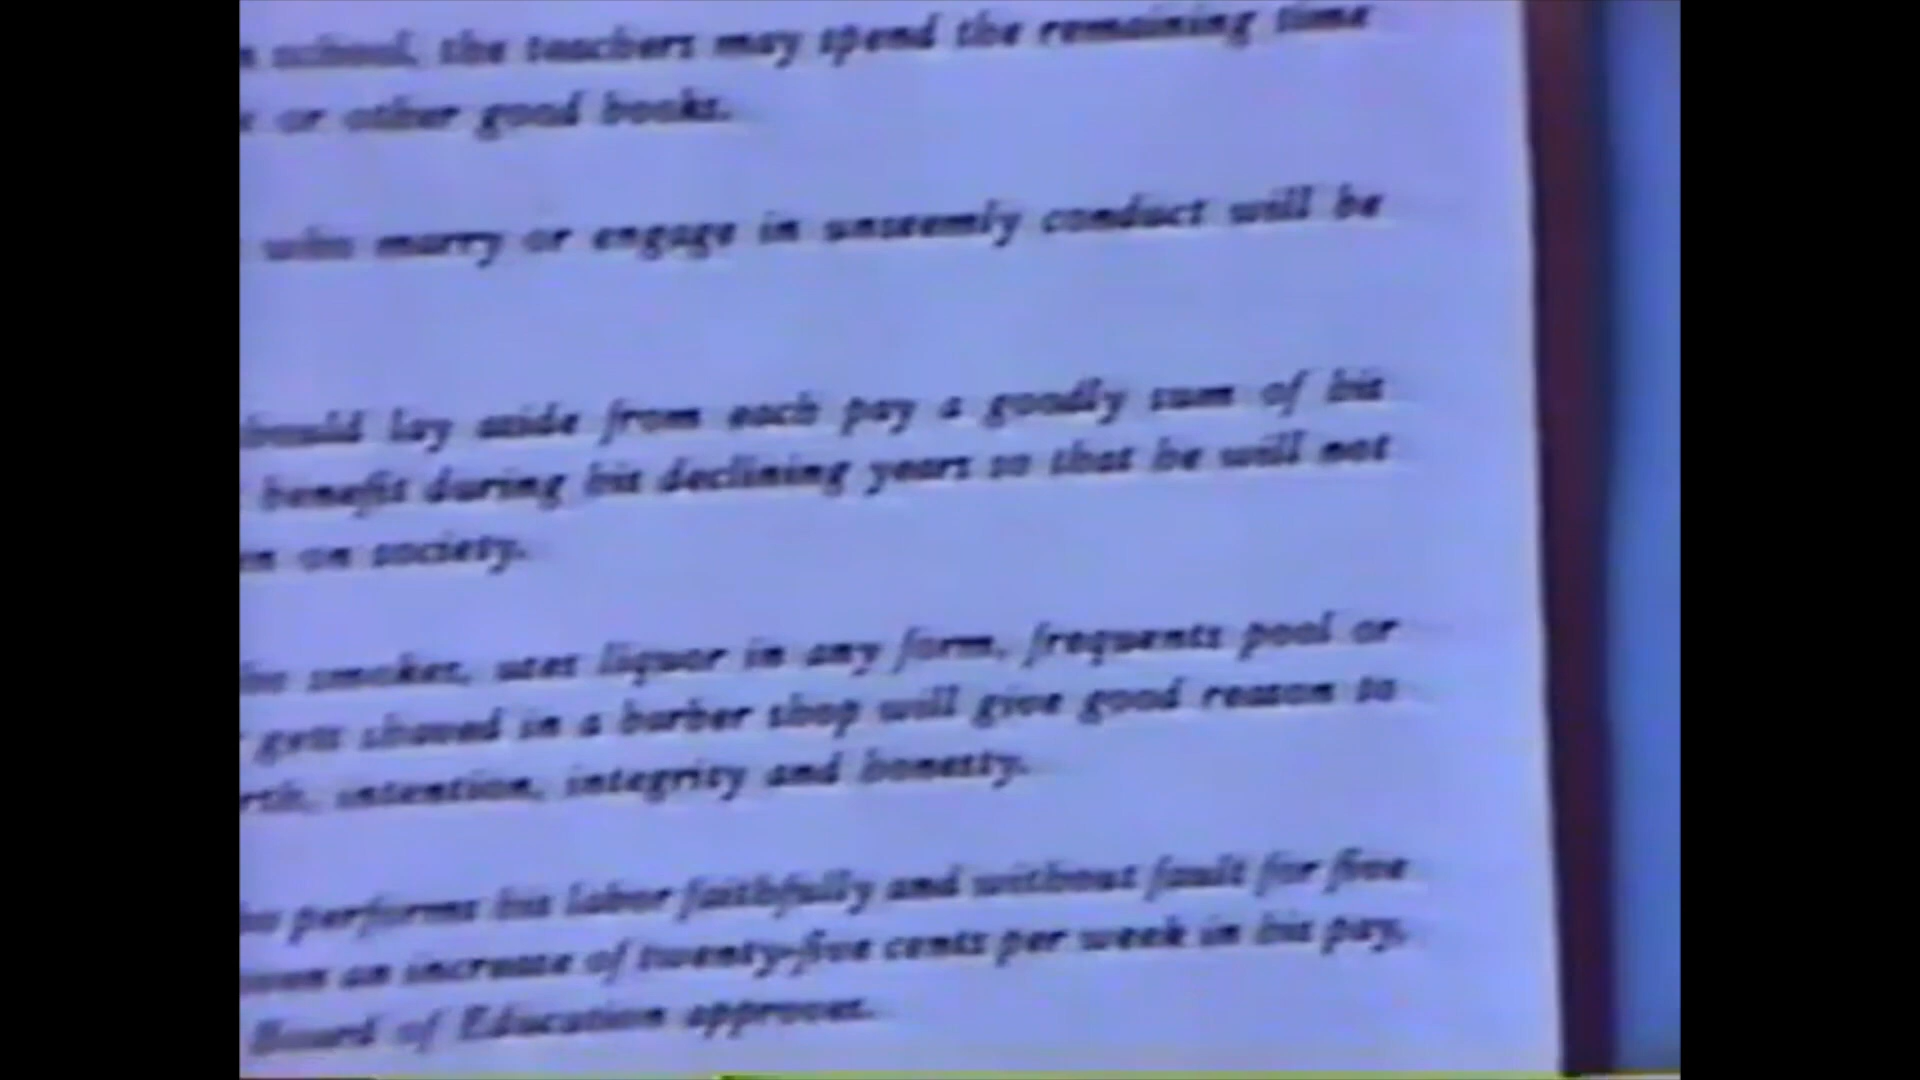 school, the teachers may spend the remaining time
or other good books.
who marry or engage in unseemly conduct will be
lay aside from each pay a goodly sum of his
benefit during his declining years so that he will not
on society.
smokes, uses liquor in any form, frequents pool or
gets shaved in a barber shop will give good reason to
intention, integrity and honesty.
performs his labor faithfully and without fault for five
an increase of twenty-five cents per week in his pay,
Board of Education approves.